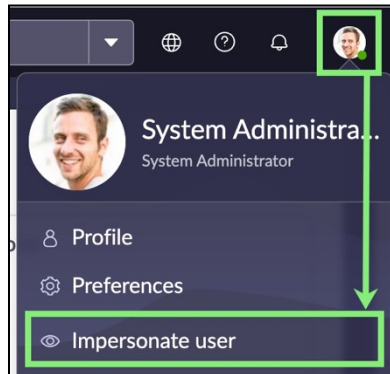 System Administra...
System Administrator
Profile
Preferences
Impersonate user